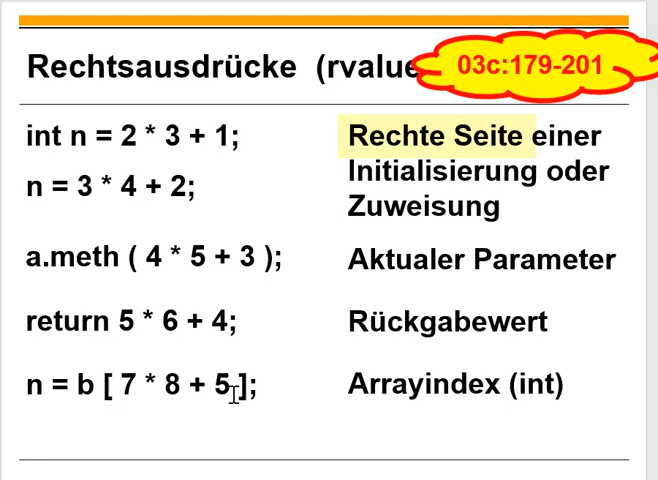 Rechtsausdrücke (rvalue
03c:179-201
int n = 2 * 3 + 1;
Rechte Seite einer
Initialisierung oder
Zuweisung
n = 3 * 4 + 2;
a.meth ( 4 * 5 + 3 );
Aktualer Parameter
return 5 * 6 + 4;
Rückgabewert
n = b [ 7 * 8 + 5 ];
Arrayindex (int)